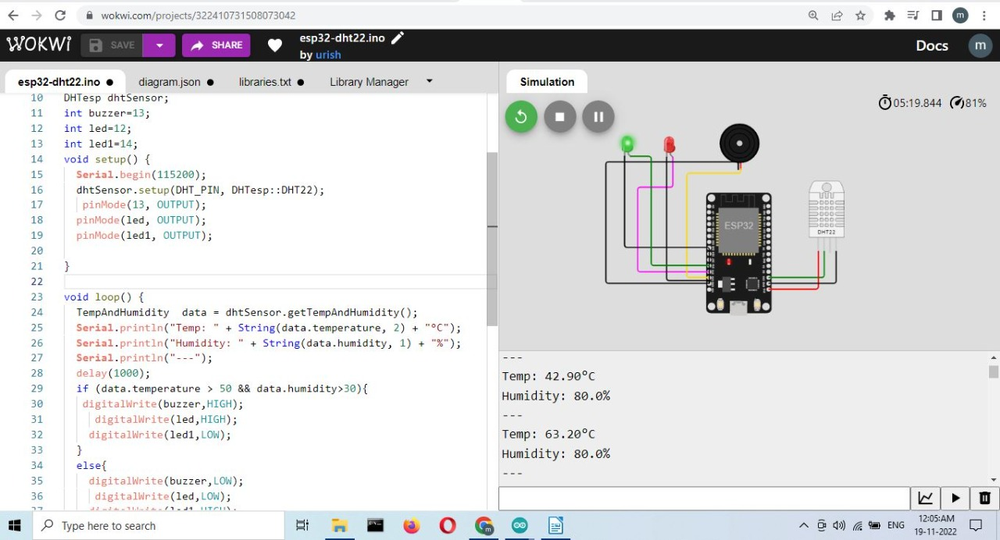 wokwi.com/projects/322410731508073042
m
WOKWi
SAVE
SHARE
esp32-dht22.ino
by urish
Docs
m
esp32-dht22.ino ●
diagram.json ●
libraries.txt ●
Library Manager
10 DHTesp dhtSensor;
11 int buzzer=13;
12 int led=12;
13 int led1=14;
14 void setup() {
15 Serial.begin(115200);
16 dhtSensor.setup(DHT_PIN, DHTesp::DHT22);
17 pinMode(13, OUTPUT);
18 pinMode(led, OUTPUT);
19 pinMode(led1, OUTPUT);
20
21 }
22
23 void loop() {
24 TempAndHumidity  data = dhtSensor.getTempAndHumidity();
25 Serial.println("Temp: " + String(data.temperature, 2) + "°C");
26 Serial.println("Humidity: " + String(data.humidity, 1) + "%");
27 Serial.println("---");
28 delay(1000);
29 if (data.temperature > 50 && data.humidity>30){
30 digitalWrite(buzzer,HIGH);
31 digitalWrite(led,HIGH);
32 digitalWrite(led1,LOW);
33 }
34 else{
35 digitalWrite(buzzer,LOW);
36 digitalWrite(led,LOW);
Simulation
05:19.844
81%
ESP32
DHT22
---
Temp: 42.90°C
Humidity: 80.0%
---
Temp: 63.20°C
Humidity: 80.0%
---
Type here to search
ENG
12:05:AM
19-11-2022